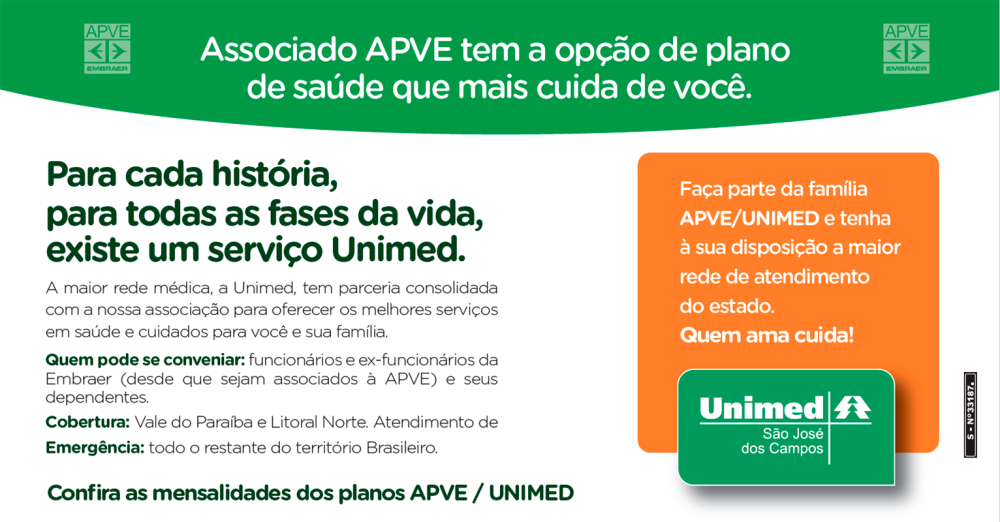 APVE
EMBRAER
Associado APVE tem a opção de plano
de saúde que mais cuida de você.
APVE
EMBRAER
Para cada história,
para todas as fases da vida,
existe um serviço Unimed.
A maior rede médica, a Unimed, tem parceria consolidada
com a nossa associação para oferecer os melhores serviços
em saúde e cuidados para você e sua família.
Quem pode se conveniar: funcionários e ex-funcionários da
Embraer (desde que sejam associados à APVE) e seus
dependentes.
Cobertura: Vale do Paraíba e Litoral Norte. Atendimento de
Emergência: todo o restante do território Brasileiro.
Confira as mensalidades dos planos APVE / UNIMED
Faça parte da família
APVE/UNIMED e tenha
à sua disposição a maior
rede de atendimento
do estado.
Quem ama cuida!
Unimed
São José
dos Campos
S - Nº33187.